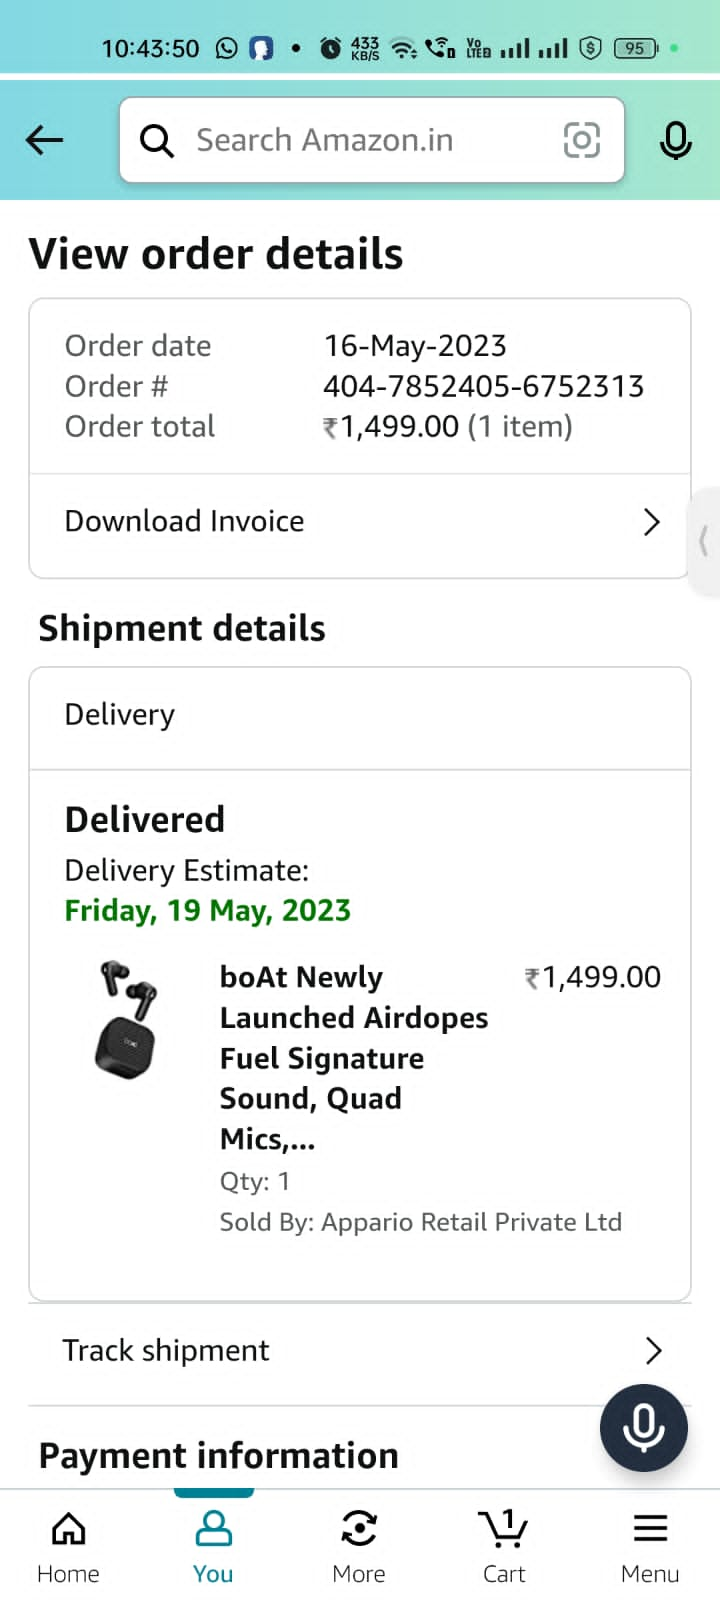 10:43:50 433 KB/S VO LTE 2 95
Search Amazon.in
View order details
Order date 16-May-2023
Order # 404-7852405-6752313
Order total ₹1,499.00 (1 item)
Download Invoice
Shipment details
Delivery
Delivered
Delivery Estimate:
Friday, 19 May, 2023
boAt Newly ₹1,499.00
Launched Airdopes
Fuel Signature
Sound, Quad
Mics,...
Qty: 1
Sold By: Appario Retail Private Ltd
Track shipment
Payment information
1
Home You More Cart Menu